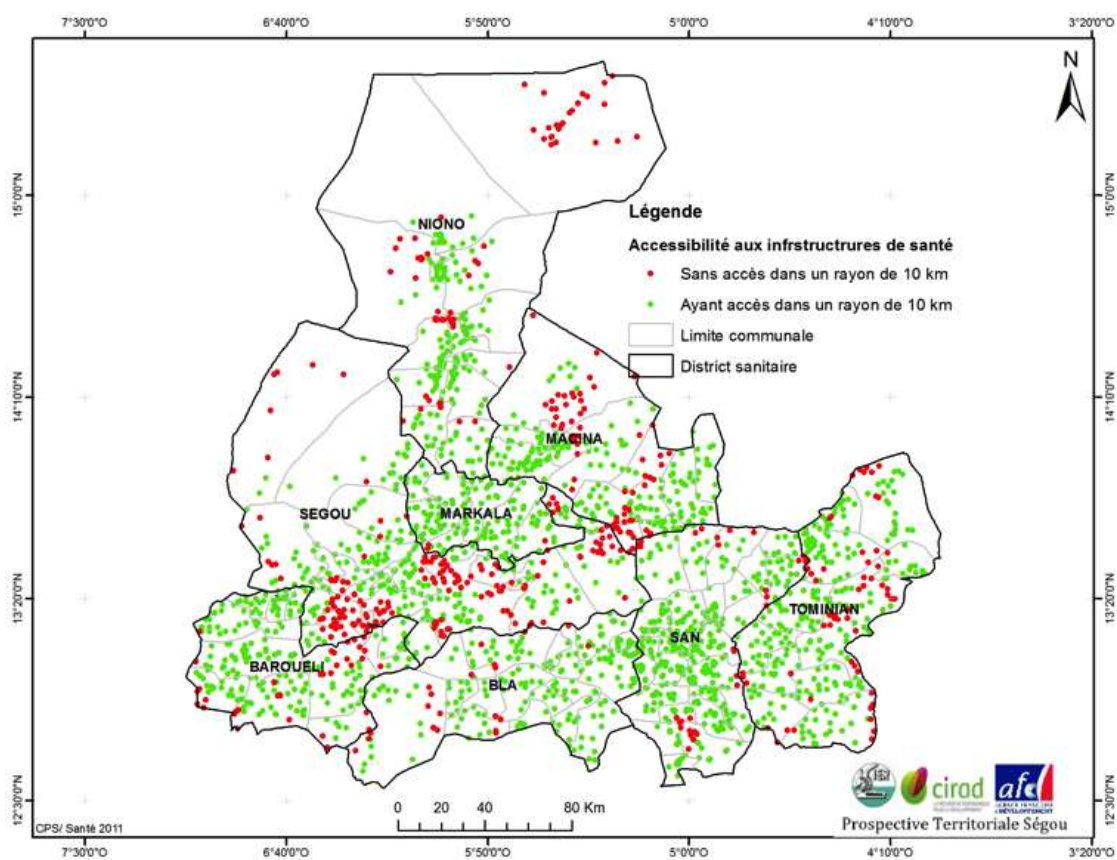 7°30'0"O 6°40'0"O 5°50'0"O 5°0'0"O 4°10'0"O 3°20'0"O
N
15°0'0"N 15°0'0"N
NIONO
Légende
Accessibilité aux infrstructrures de santé
Sans accès dans un rayon de 10 km
Ayant accès dans un rayon de 10 km
Limite communale
District sanitaire
14°10'0"N 14°10'0"N
MACINA
SEGOU
MARKALA
13°20'0"N 13°20'0"N
TOMINIAN
SAN
BAROUELI
BLA
cirad
afd
0 20 40 80 Km
12°30'0"N 12°30'0"N
CPS/ Santé 2011
Prospective Territoriale Ségou
7°30'0"O 6°40'0"O 5°50'0"O 5°0'0"O 4°10'0"O 3°20'0"O